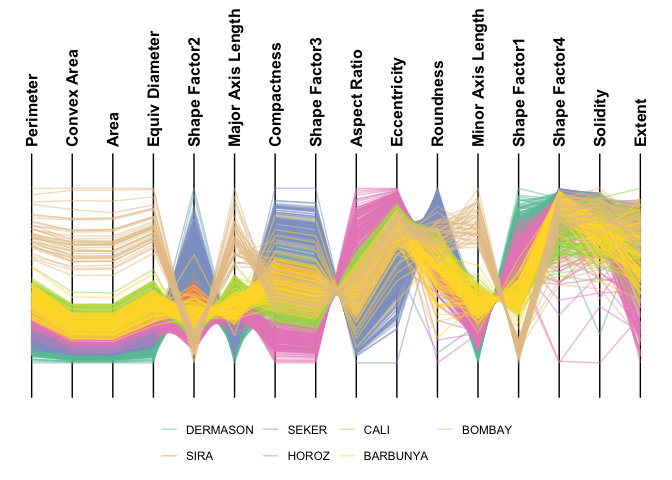 Perimeter
Convex Area
Area
Equiv Diameter
Shape Factor2
Major Axis Length
Compactness
Shape Factor3
Aspect Ratio
Eccentricity
Roundness
Minor Axis Length
Shape Factor1
Shape Factor4
Solidity
Extent
DERMASON SEKER CALI BOMBAY
SIRA HOROZ BARBUNYA